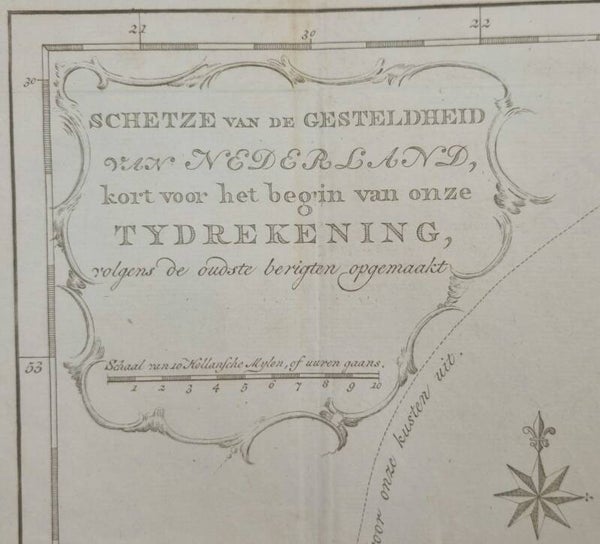 21 30 22
30
SCHETZE VAN DE GESTELDHEID
VAN NEDERLAND,
kort voor het begin van onze
TYDREKENING,
volgens de oudste berigten opgemaakt
53
Schaal van 10 Hollansche Mylen, of uuren gaans.
1 2 3 4 5 6 7 8 9 10
oor onze kusten uit.